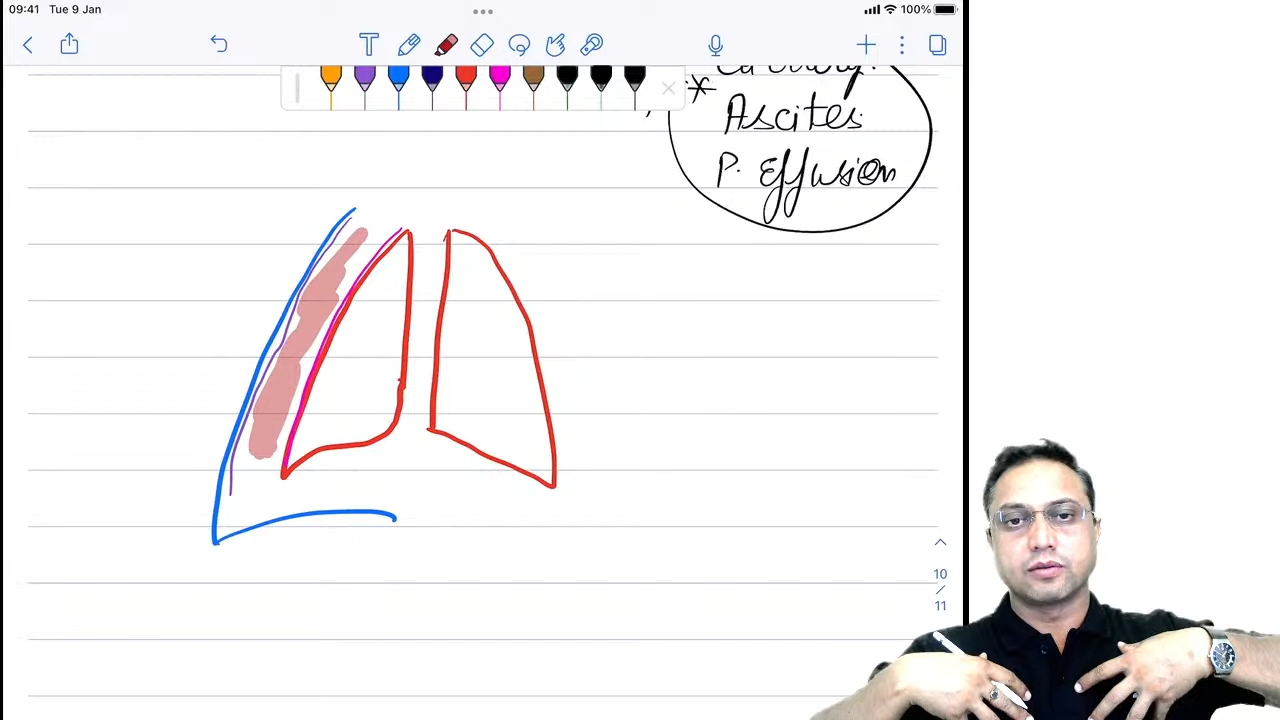 09:41 Tue 9 Jan
100%
T
*
Ascites
P. Effusion
10
/
11